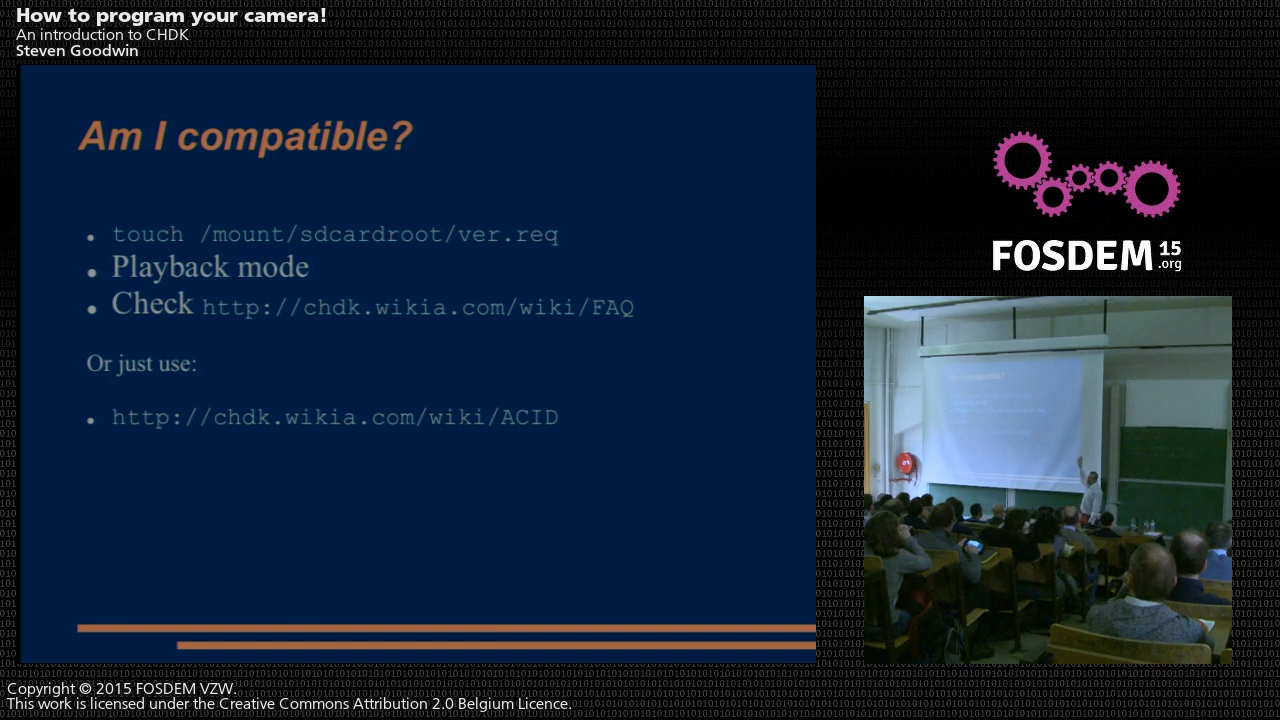 How to program your camera!
An introduction to CHDK
Steven Goodwin
Am I compatible?
• touch /mount/sdcardroot/ver.req
• Playback mode
• Check http://chdk.wikia.com/wiki/FAQ
Or just use:
• http://chdk.wikia.com/wiki/ACID
FOSDEM 15
.org
Am I compatible?
Copyright © 2015 FOSDEM VZW.
This work is licensed under the Creative Commons Attribution 2.0 Belgium Licence.